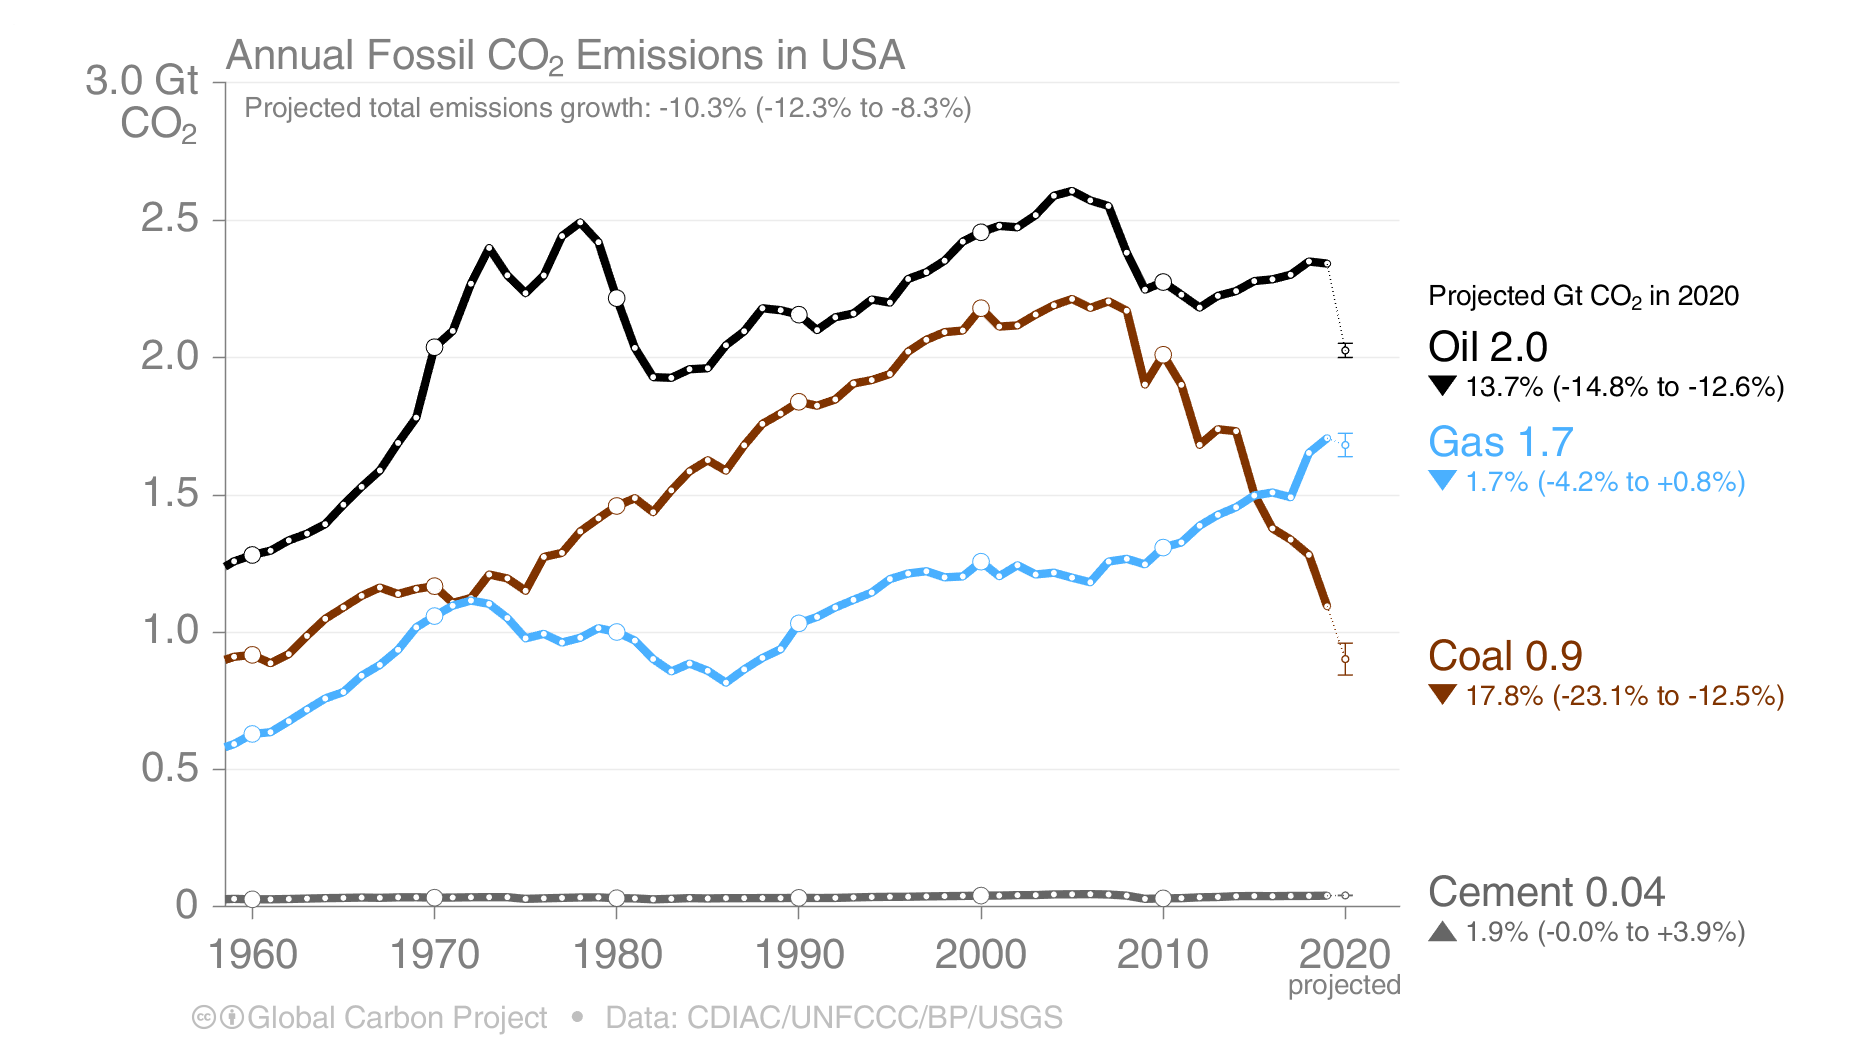 Annual Fossil CO₂ Emissions in USA
Projected total emissions growth: -10.3% (-12.3% to -8.3%)
3.0 Gt
CO₂
2.5
2.0
1.5
1.0
0.5
0
1960 1970 1980 1990 2000 2010 2020
projected
Projected Gt CO₂ in 2020
Oil 2.0
▼ 13.7% (-14.8% to -12.6%)
Gas 1.7
▼ 1.7% (-4.2% to +0.8%)
Coal 0.9
▼ 17.8% (-23.1% to -12.5%)
Cement 0.04
▲ 1.9% (-0.0% to +3.9%)
cc Global Carbon Project • Data: CDIAC/UNFCCC/BP/USGS